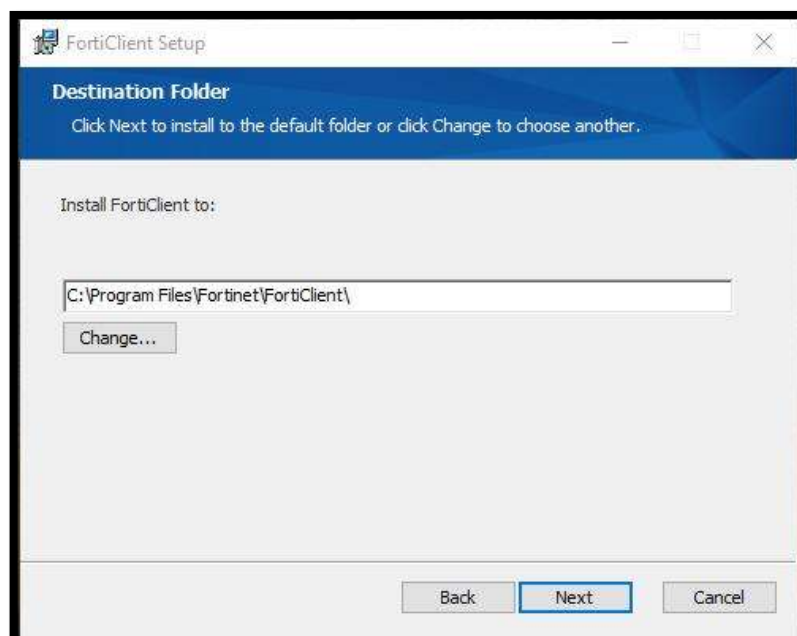 FortiClient Setup
Destination Folder
Click Next to install to the default folder or click Change to choose another.
Install FortiClient to:
C:\Program Files\Fortinet\FortiClient\
Change...
Back Next Cancel